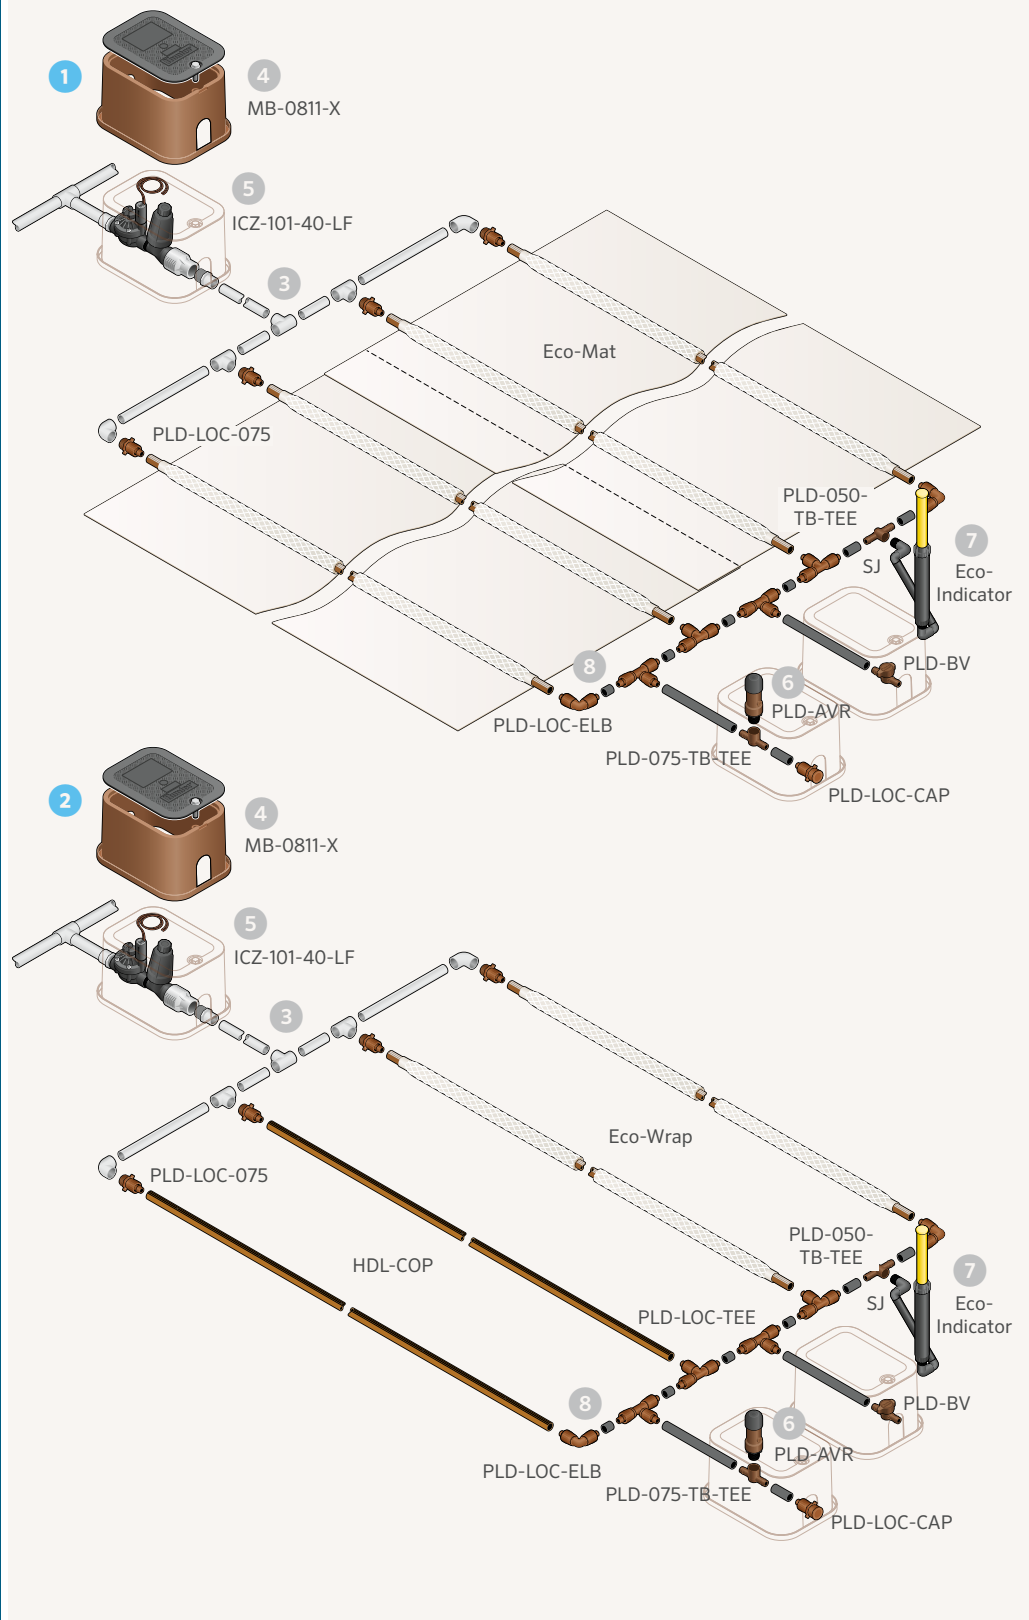 1
4
MB-0811-X
5
ICZ-101-40-LF
3
Eco-Mat
PLD-LOC-075
PLD-050-
TB-TEE
7
SJ
Eco-
Indicator
8
PLD-BV
6
PLD-AVR
PLD-LOC-ELB
PLD-075-TB-TEE
PLD-LOC-CAP
2
4
MB-0811-X
5
ICZ-101-40-LF
3
Eco-Wrap
PLD-LOC-075
PLD-050-
TB-TEE
HDL-COP
7
SJ
Eco-
Indicator
PLD-LOC-TEE
8
PLD-BV
6
PLD-AVR
PLD-LOC-ELB
PLD-075-TB-TEE
PLD-LOC-CAP